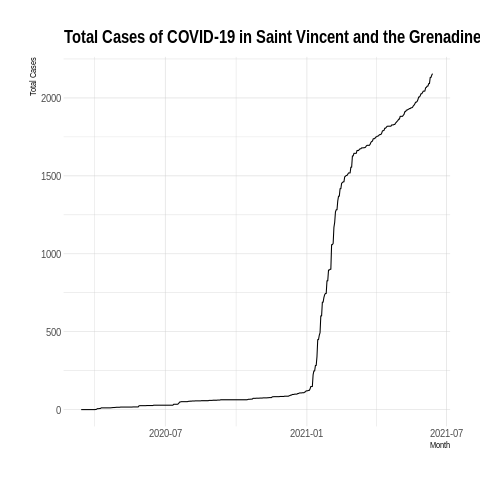 Total Cases of COVID-19 in Saint Vincent and the Grenadine
Total Cases
2000
1500
1000
500
0
2020-07
2021-01
2021-07
Month